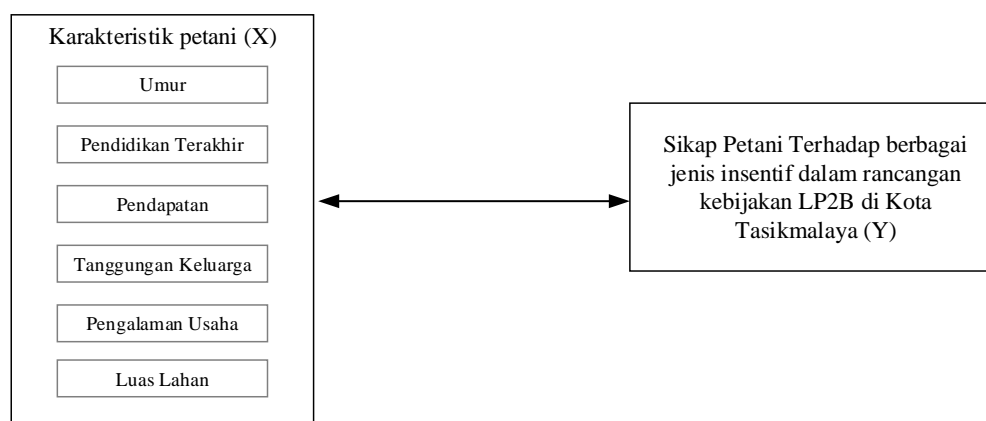 Karakteristik petani (X)
Umur
Pendidikan Terakhir
Pendapatan
Tanggungan Keluarga
Pengalaman Usaha
Luas Lahan
Sikap Petani Terhadap berbagai
jenis insentif dalam rancangan
kebijakan LP2B di Kota
Tasikmalaya (Y)